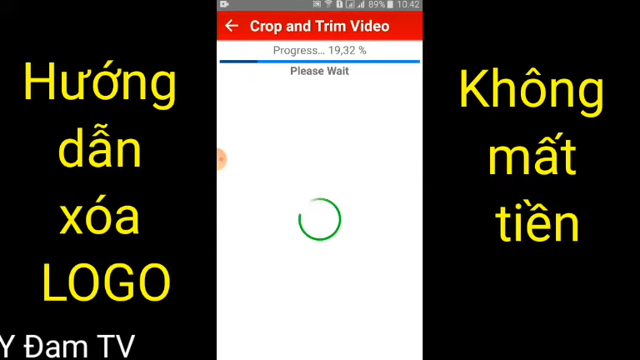 89% 10:42
Crop and Trim Video
Progress... 19,32 %
Please Wait
Hướng
dẫn
xóa
LOGO
Không
mất
tiền
Y Đam TV